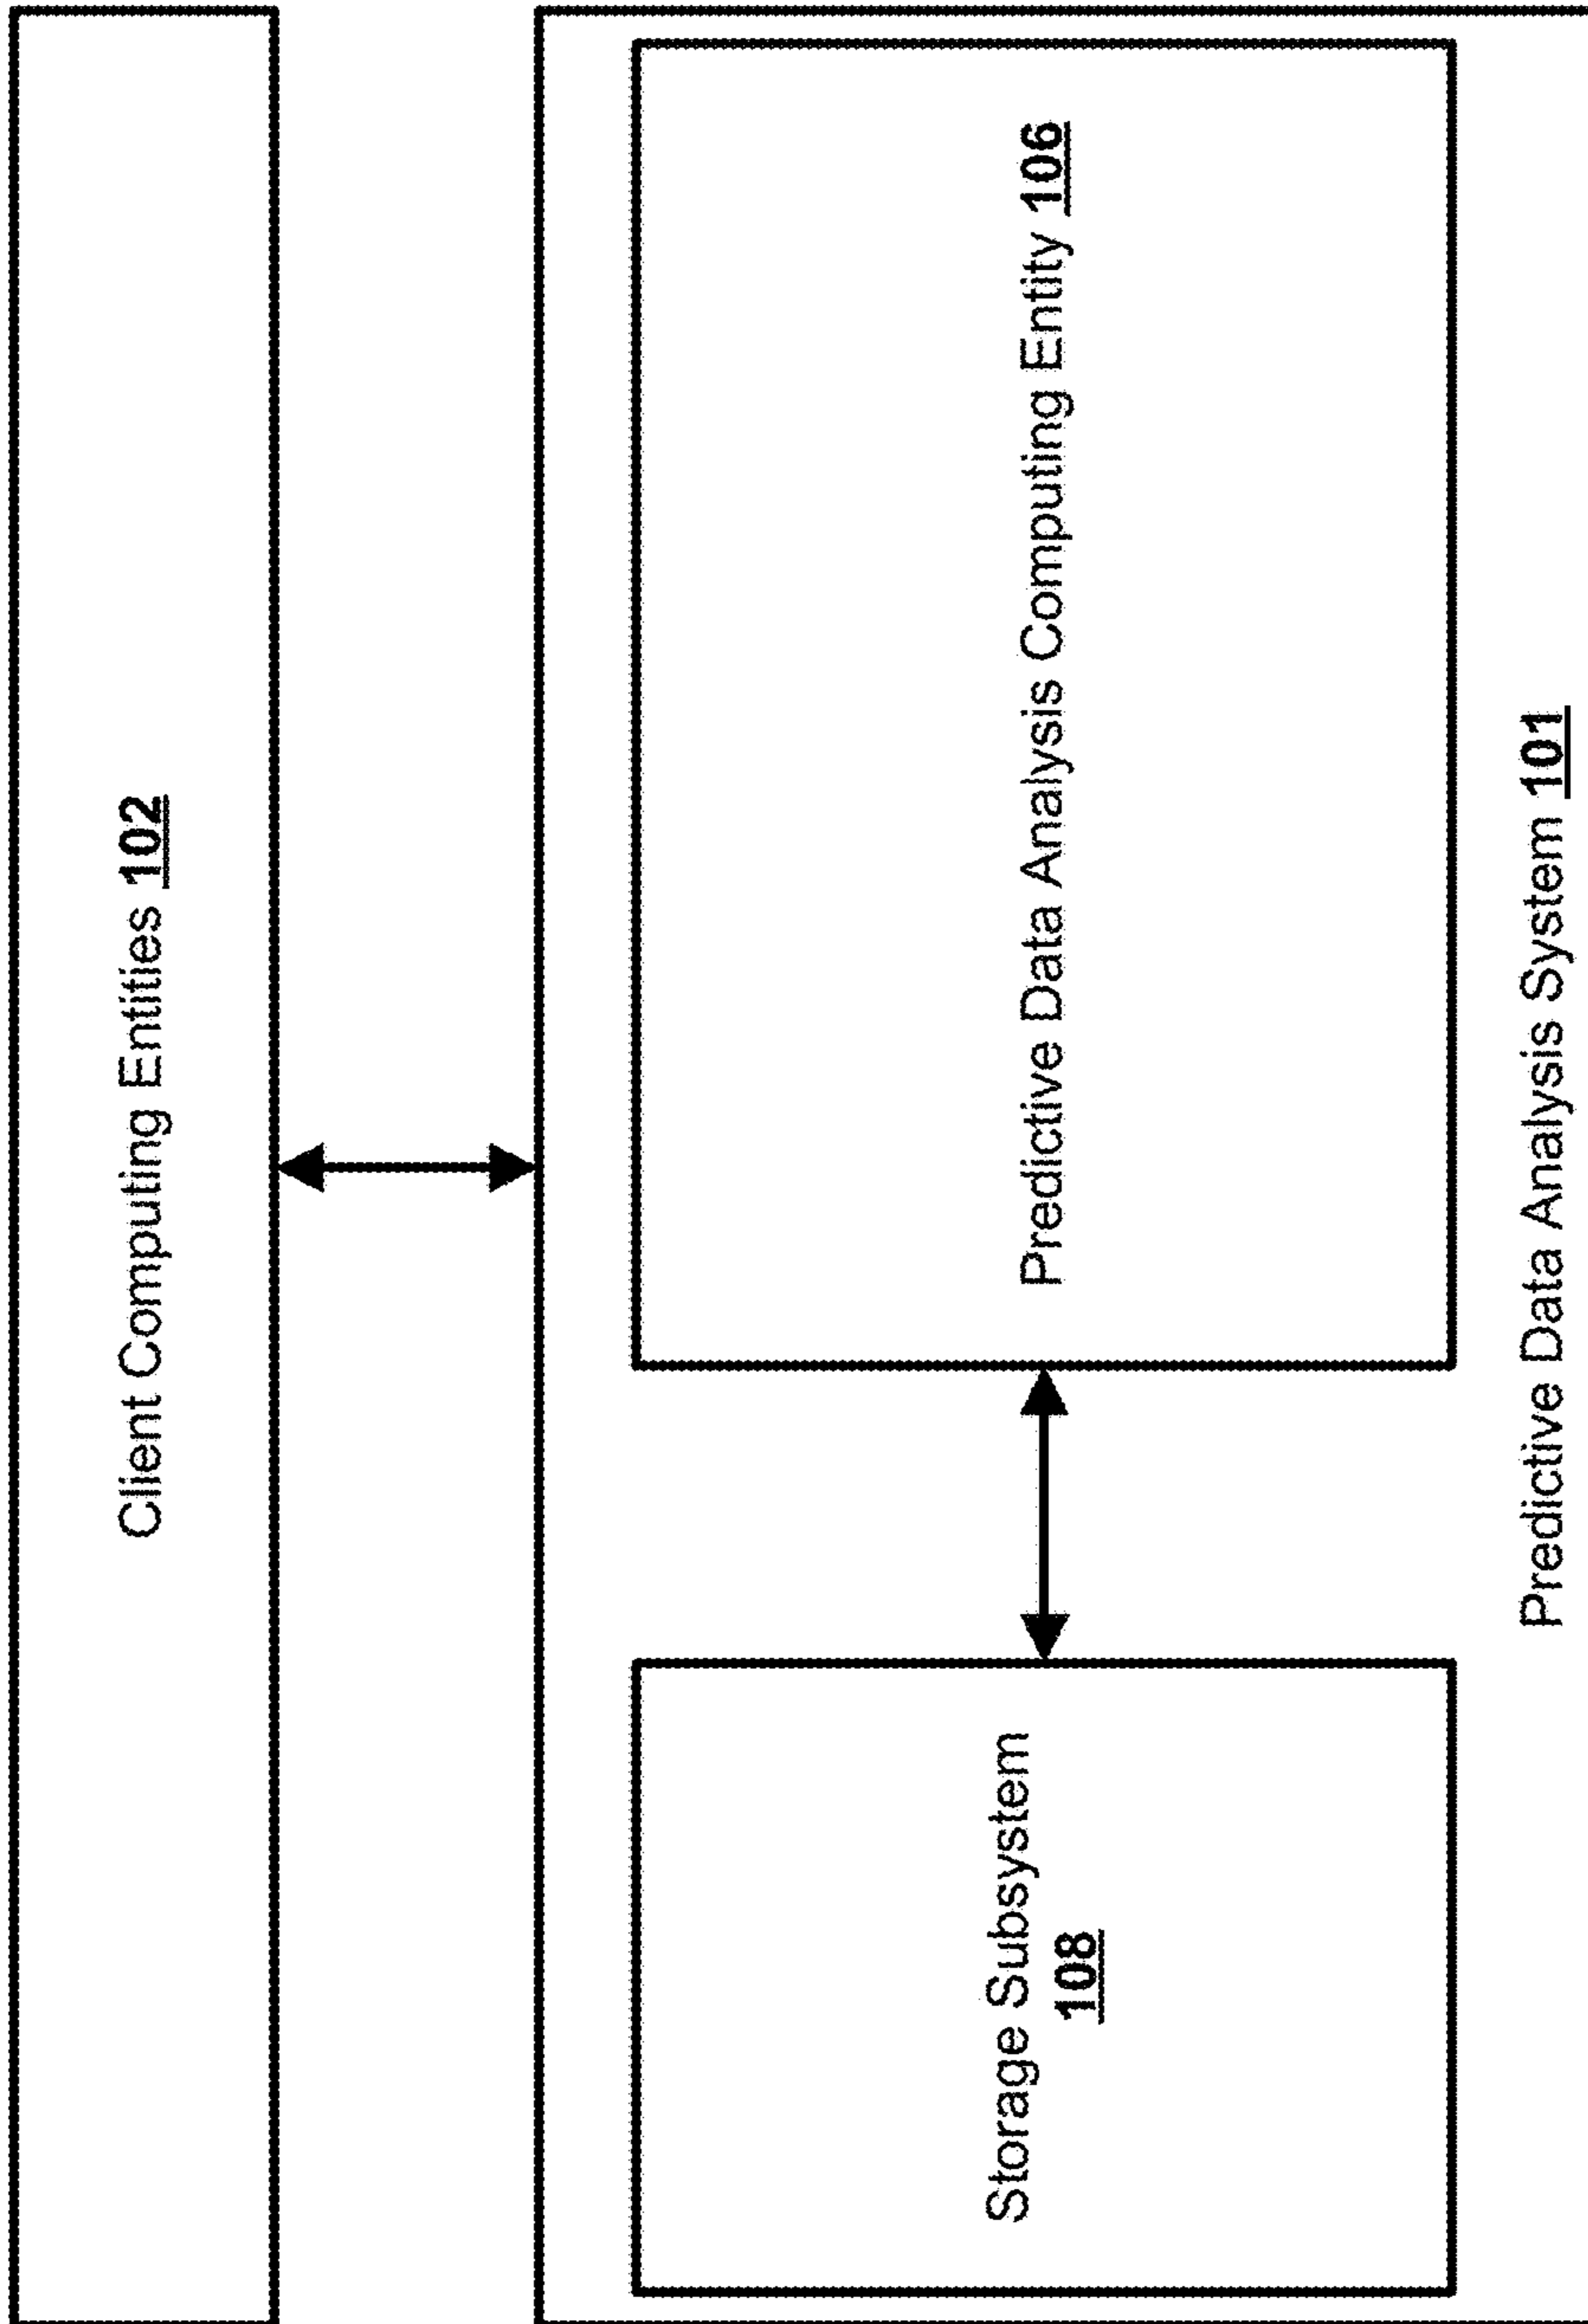 Client Computing Entities 102
Storage Subsystem
108
Predictive Data Analysis Computing Entity 106
Predictive Data Analysis System 101